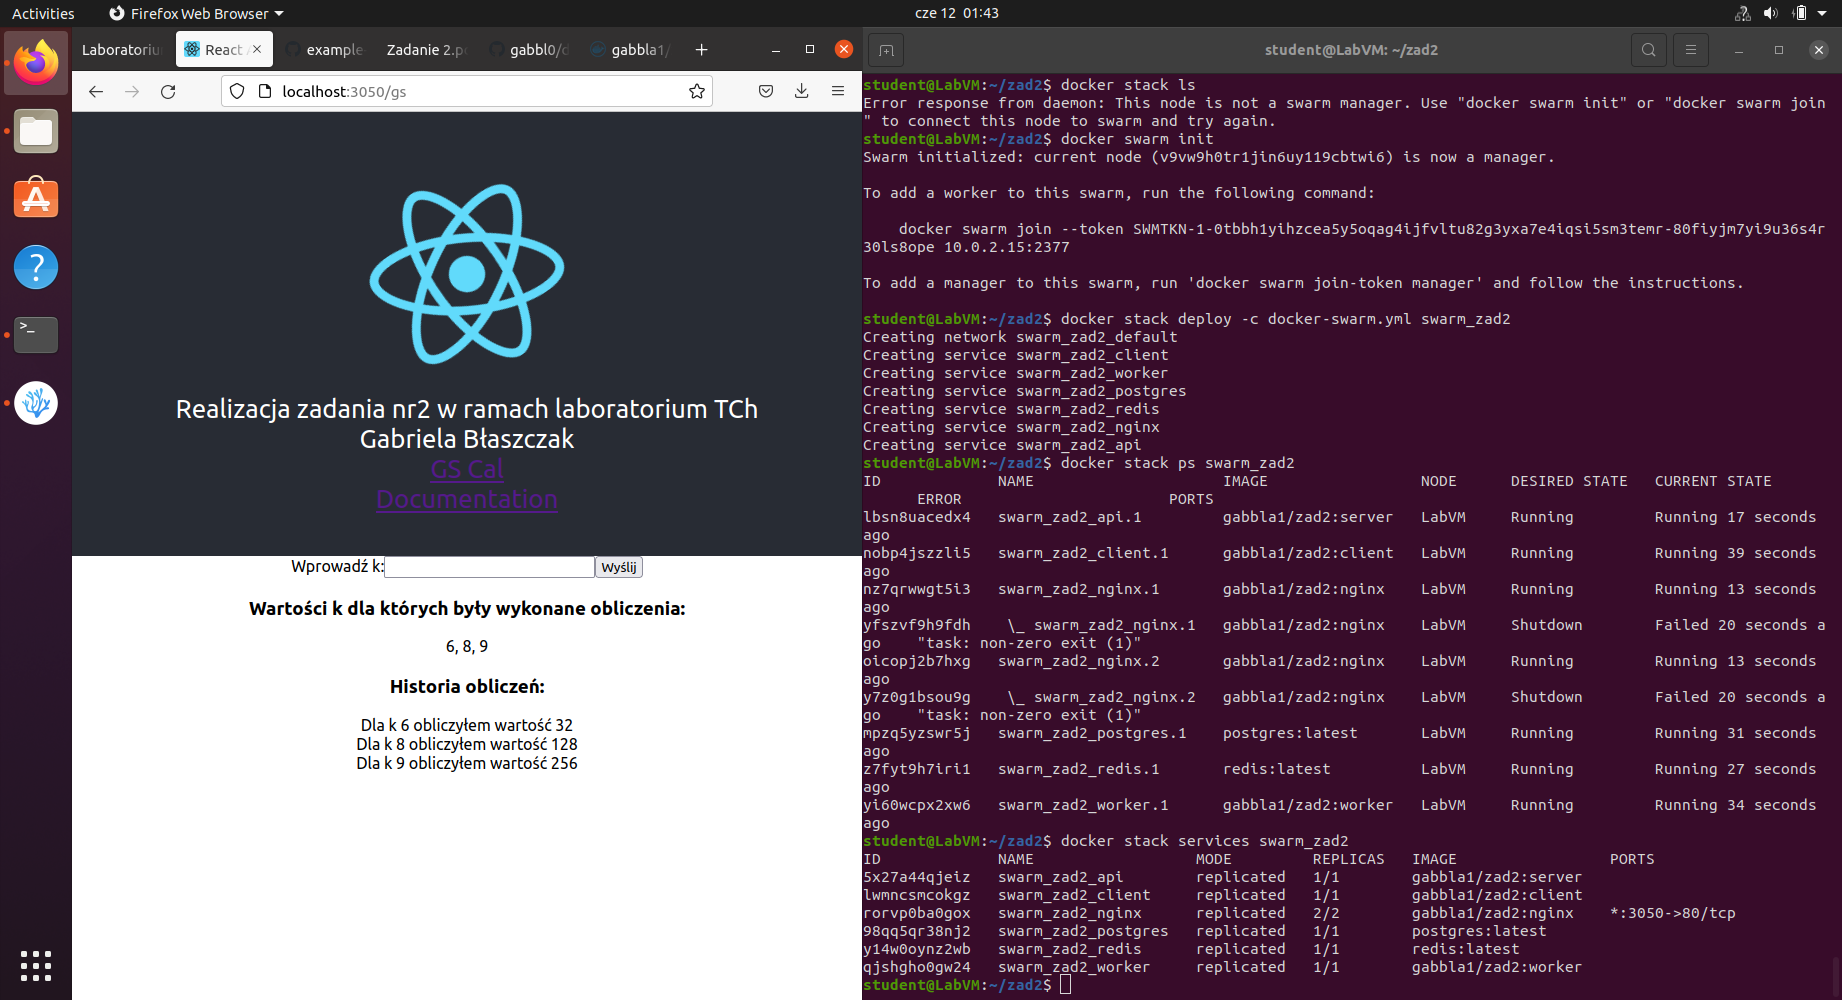 Activities
Firefox Web Browser
cze 12 01:43
Laboratoriu
React
example-
Zadanie 2.p
gabbl0/d
gabbla1/
localhost:3050/gs
Realizacja zadania nr2 w ramach laboratorium TCh
Gabriela Błaszczak
GS Cal
Documentation
Wprowadź k:
Wyślij
Wartości k dla których były wykonane obliczenia:
6, 8, 9
Historia obliczeń:
Dla k 6 obliczyłem wartość 32
Dla k 8 obliczyłem wartość 128
Dla k 9 obliczyłem wartość 256
student@LabVM: ~/zad2
student@LabVM:~/zad2$ docker stack ls
Error response from daemon: This node is not a swarm manager. Use "docker swarm init" or "docker swarm join
" to connect this node to swarm and try again.
student@LabVM:~/zad2$ docker swarm init
Swarm initialized: current node (v9vw9h0tr1jin6uy119cbtwi6) is now a manager.
To add a worker to this swarm, run the following command:
docker swarm join --token SWMTKN-1-0tbbh1yihzcea5y5oqag4ijfvltu82g3yxa7e4iqsi5sm3temr-80fiyjm7yi9u36s4r
30ls8ope 10.0.2.15:2377
To add a manager to this swarm, run 'docker swarm join-token manager' and follow the instructions.
student@LabVM:~/zad2$ docker stack deploy -c docker-swarm.yml swarm_zad2
Creating network swarm_zad2_default
Creating service swarm_zad2_client
Creating service swarm_zad2_worker
Creating service swarm_zad2_postgres
Creating service swarm_zad2_redis
Creating service swarm_zad2_nginx
Creating service swarm_zad2_api
student@LabVM:~/zad2$ docker stack ps swarm_zad2
ID NAME IMAGE NODE DESIRED STATE CURRENT STATE
ERROR PORTS
lbsn8uacedx4 swarm_zad2_api.1 gabbla1/zad2:server LabVM Running Running 17 seconds
ago
nobp4jszzli5 swarm_zad2_client.1 gabbla1/zad2:client LabVM Running Running 39 seconds
ago
nz7qrwwgt5i3 swarm_zad2_nginx.1 gabbla1/zad2:nginx LabVM Running Running 13 seconds
ago
yfszvf9h9fdh \_ swarm_zad2_nginx.1 gabbla1/zad2:nginx LabVM Shutdown Failed 20 seconds a
go "task: non-zero exit (1)"
oicopj2b7hxg swarm_zad2_nginx.2 gabbla1/zad2:nginx LabVM Running Running 13 seconds
ago
y7z0g1bsou9g \_ swarm_zad2_nginx.2 gabbla1/zad2:nginx LabVM Shutdown Failed 20 seconds a
go "task: non-zero exit (1)"
mpzq5yzswr5j swarm_zad2_postgres.1 postgres:latest LabVM Running Running 31 seconds
ago
z7fyt9h7iri1 swarm_zad2_redis.1 redis:latest LabVM Running Running 27 seconds
ago
yi60wcpx2xw6 swarm_zad2_worker.1 gabbla1/zad2:worker LabVM Running Running 34 seconds
ago
student@LabVM:~/zad2$ docker stack services swarm_zad2
ID NAME MODE REPLICAS IMAGE PORTS
5x27a44qjeiz swarm_zad2_api replicated 1/1 gabbla1/zad2:server
lwmncsmcokgz swarm_zad2_client replicated 1/1 gabbla1/zad2:client
rorvp0ba0gox swarm_zad2_nginx replicated 2/2 gabbla1/zad2:nginx *:3050->80/tcp
98qq5qr38nj2 swarm_zad2_postgres replicated 1/1 postgres:latest
y14w0oynz2wb swarm_zad2_redis replicated 1/1 redis:latest
qjshgho0gw24 swarm_zad2_worker replicated 1/1 gabbla1/zad2:worker
student@LabVM:~/zad2$